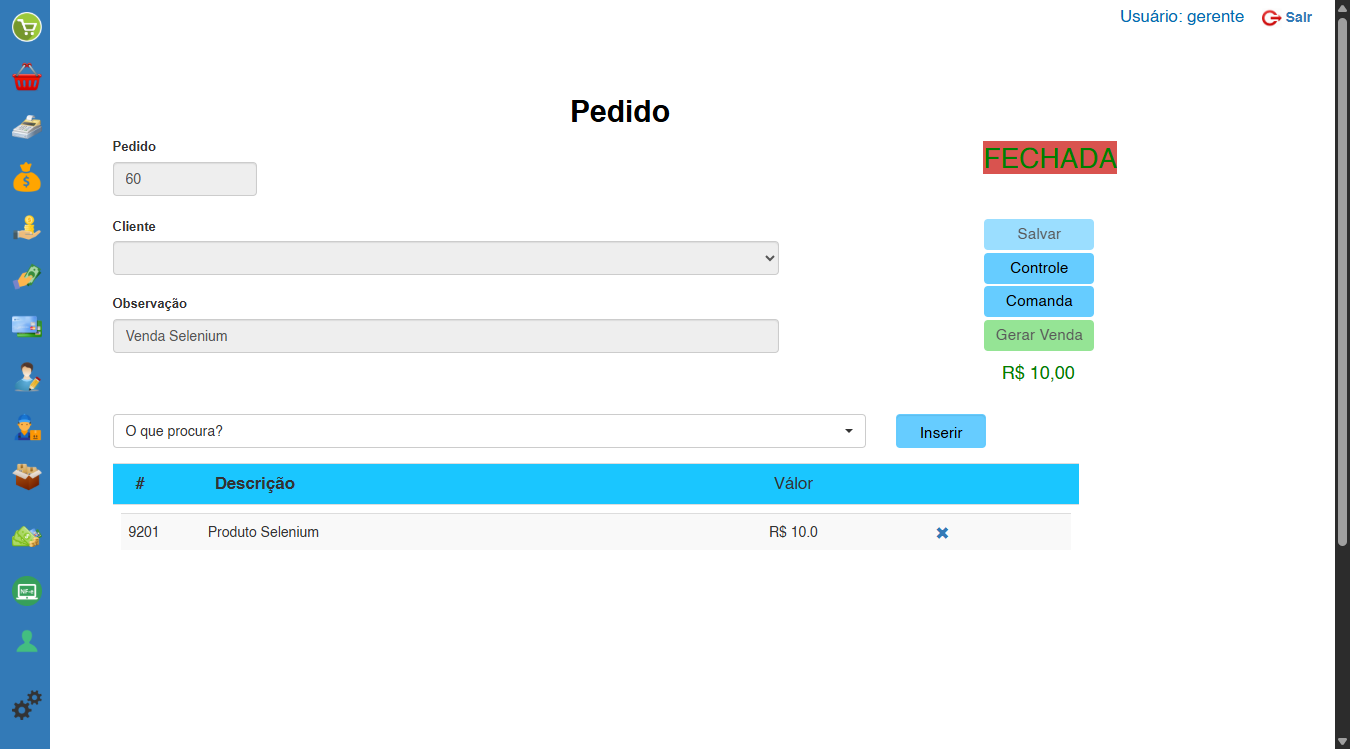 Usuário: gerente
Sair
Pedido
Pedido
FECHADA
60
Cliente
Salvar
Controle
Observação
Comanda
Venda Selenium
Gerar Venda
R$ 10,00
O que procura?
Inserir
# Descrição Válor
9201 Produto Selenium R$ 10.0
NF-e